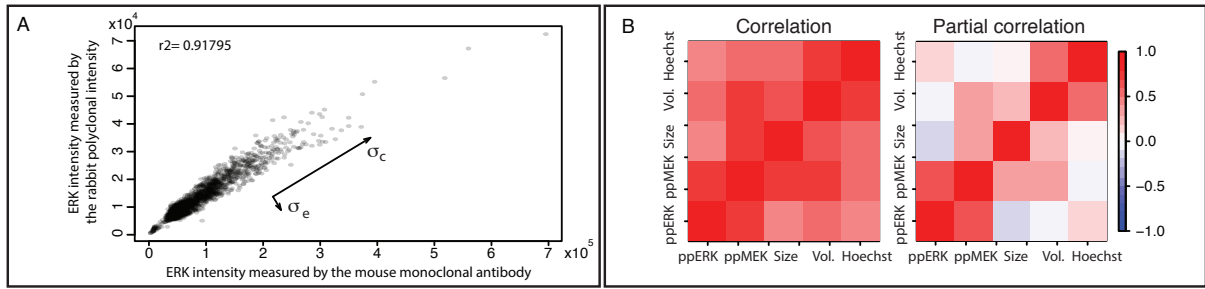 A
x10⁴
r2= 0.91795
7
6
5
4
3
2
1
0
ERK intensity measured by
the rabbit polyclonal intensity
σc
σe
0 1 2 3 4 5 6 7 x10⁵
ERK intensity measured by the mouse monoclonal antibody
B
Correlation
Hoechst
Vol.
Size
ppMEK
ppERK
ppERK ppMEK Size Vol. Hoechst
Partial correlation
Hoechst
Vol.
Size
ppMEK
ppERK
ppERK ppMEK Size Vol. Hoechst
1.0
0.5
0.0
−0.5
−1.0